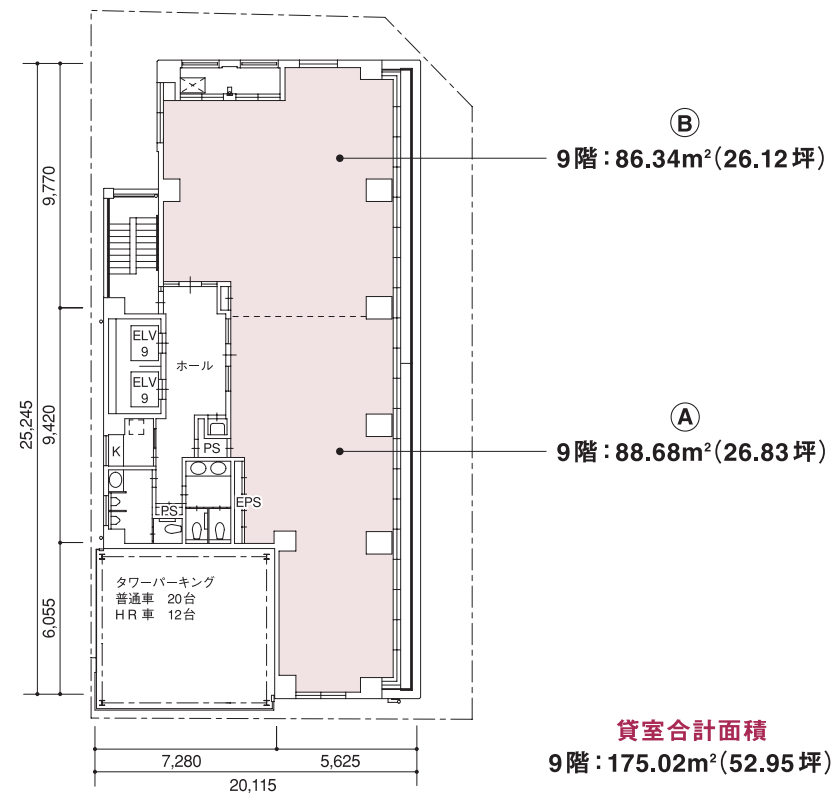 Ⓑ
9階：86.34m²（26.12坪）
9,770
ELV
9
ホール
ELV
9
25,245
9,420
Ⓐ
9階：88.68m²（26.83坪）
K
PS
PS
EPS
タワーパーキング
普通車 20台
HR車 12台
6,055
貸室合計面積
9階：175.02m²（52.95坪）
7,280
5,625
20,115